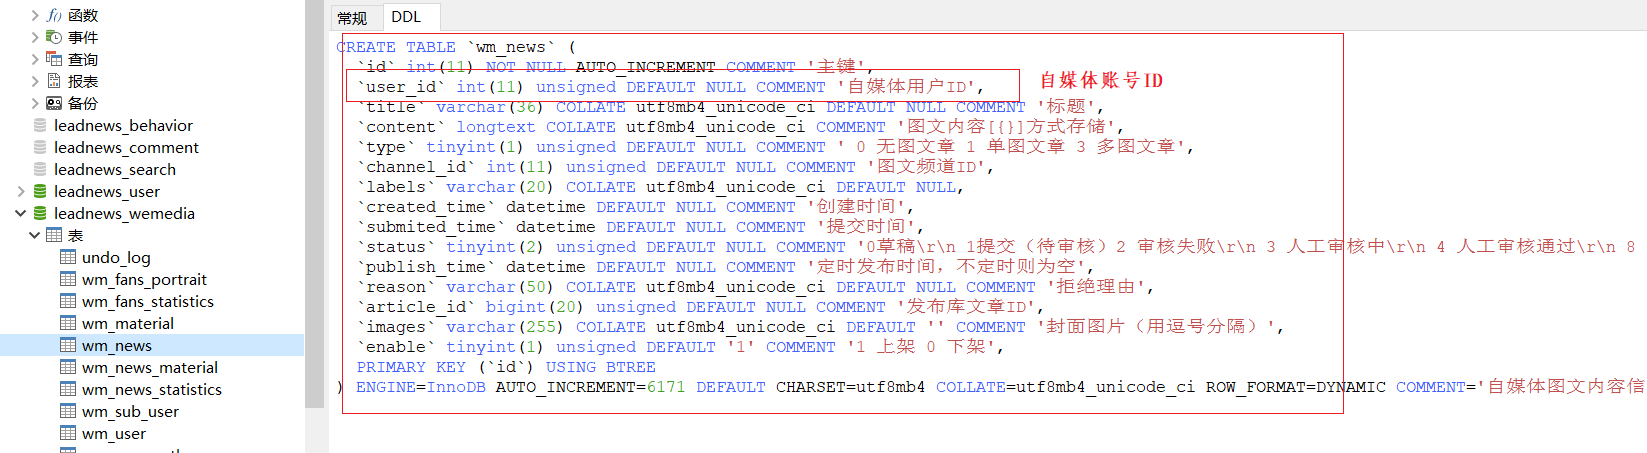 函数
事件
查询
报表
备份
leadnews_behavior
leadnews_comment
leadnews_search
leadnews_user
leadnews_wemedia
表
undo_log
wm_fans_portrait
wm_fans_statistics
wm_material
wm_news
wm_news_material
wm_news_statistics
wm_sub_user
wm_user
常规 DDL
CREATE TABLE `wm_news` (
`id` int(11) NOT NULL AUTO_INCREMENT COMMENT '主键',
`user_id` int(11) unsigned DEFAULT NULL COMMENT '自媒体用户ID',
自媒体账号ID
`title` varchar(36) COLLATE utf8mb4_unicode_ci DEFAULT NULL COMMENT '标题',
`content` longtext COLLATE utf8mb4_unicode_ci COMMENT '图文内容[{}]方式存储',
`type` tinyint(1) unsigned DEFAULT NULL COMMENT ' 0 无图文章 1 单图文章 3 多图文章',
`channel_id` int(11) unsigned DEFAULT NULL COMMENT '图文频道ID',
`labels` varchar(20) COLLATE utf8mb4_unicode_ci DEFAULT NULL,
`created_time` datetime DEFAULT NULL COMMENT '创建时间',
`submited_time` datetime DEFAULT NULL COMMENT '提交时间',
`status` tinyint(2) unsigned DEFAULT NULL COMMENT '0草稿\r\n 1提交（待审核）2 审核失败\r\n 3 人工审核中\r\n 4 人工审核通过\r\n 8
`publish_time` datetime DEFAULT NULL COMMENT '定时发布时间，不定时则为空',
`reason` varchar(50) COLLATE utf8mb4_unicode_ci DEFAULT NULL COMMENT '拒绝理由',
`article_id` bigint(20) unsigned DEFAULT NULL COMMENT '发布库文章ID',
`images` varchar(255) COLLATE utf8mb4_unicode_ci DEFAULT '' COMMENT '封面图片（用逗号分隔）',
`enable` tinyint(1) unsigned DEFAULT '1' COMMENT '1 上架 0 下架',
PRIMARY KEY (`id`) USING BTREE
) ENGINE=InnoDB AUTO_INCREMENT=6171 DEFAULT CHARSET=utf8mb4 COLLATE=utf8mb4_unicode_ci ROW_FORMAT=DYNAMIC COMMENT='自媒体图文内容信